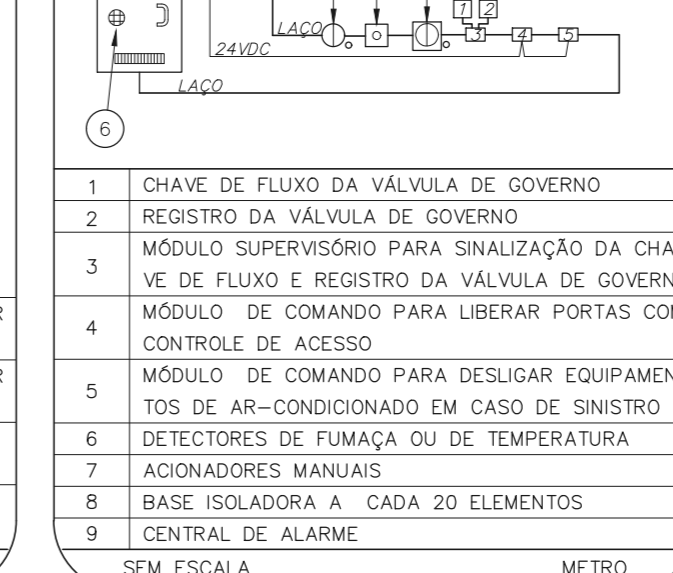 1 2
LAÇO
3 4 5
24VDC
LAÇO
6
1 CHAVE DE FLUXO DA VÁLVULA DE GOVERNO
2 REGISTRO DA VÁLVULA DE GOVERNO
3 MÓDULO SUPERVISÓRIO PARA SINALIZAÇÃO DA CHA
VE DE FLUXO E REGISTRO DA VÁLVULA DE GOVERN
R
4 MÓDULO DE COMANDO PARA LIBERAR PORTAS COM
CONTROLE DE ACESSO
R
5 MÓDULO DE COMANDO PARA DESLIGAR EQUIPAMEN
TOS DE AR-CONDICIONADO EM CASO DE SINISTRO
6 DETECTORES DE FUMAÇA OU DE TEMPERATURA
7 ACIONADORES MANUAIS
8 BASE ISOLADORA A CADA 20 ELEMENTOS
9 CENTRAL DE ALARME
SEM ESCALA METRO